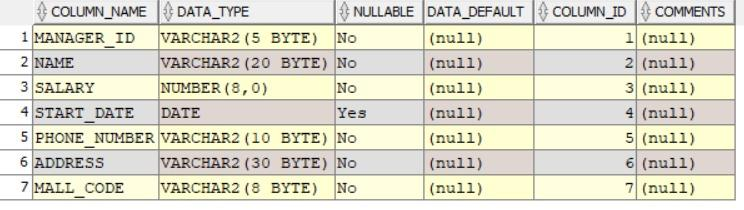 COLUMN_NAME DATA_TYPE NULLABLE DATA_DEFAULT COLUMN_ID COMMENTS
1 MANAGER_ID VARCHAR2(5 BYTE) No (null) 1 (null)
2 NAME VARCHAR2(20 BYTE) No (null) 2 (null)
3 SALARY NUMBER(8,0) No (null) 3 (null)
4 START_DATE DATE Yes (null) 4 (null)
5 PHONE_NUMBER VARCHAR2(10 BYTE) No (null) 5 (null)
6 ADDRESS VARCHAR2(30 BYTE) No (null) 6 (null)
7 MALL_CODE VARCHAR2(8 BYTE) No (null) 7 (null)